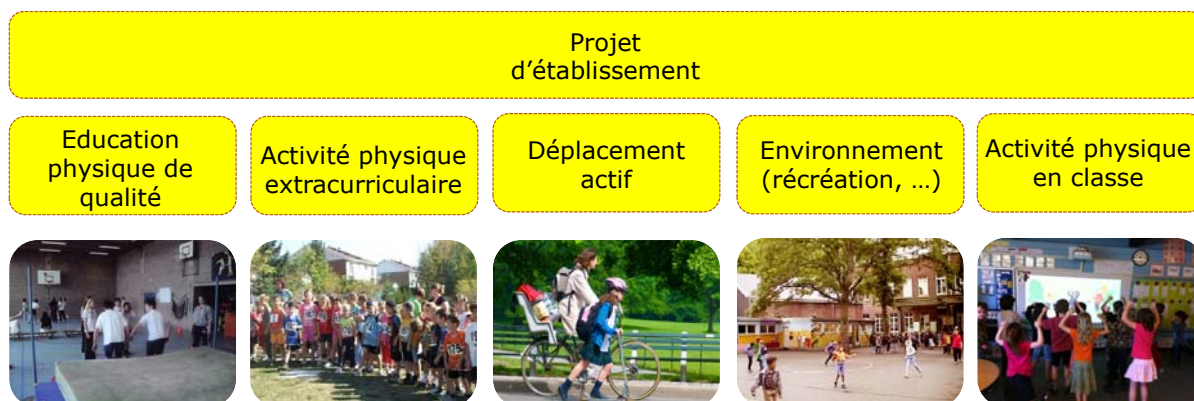 Projet
d'établissement
Education
physique de
qualité
Activité physique
extracurriculaire
Déplacement
actif
Environnement
(récréation, ...)
Activité physique
en classe